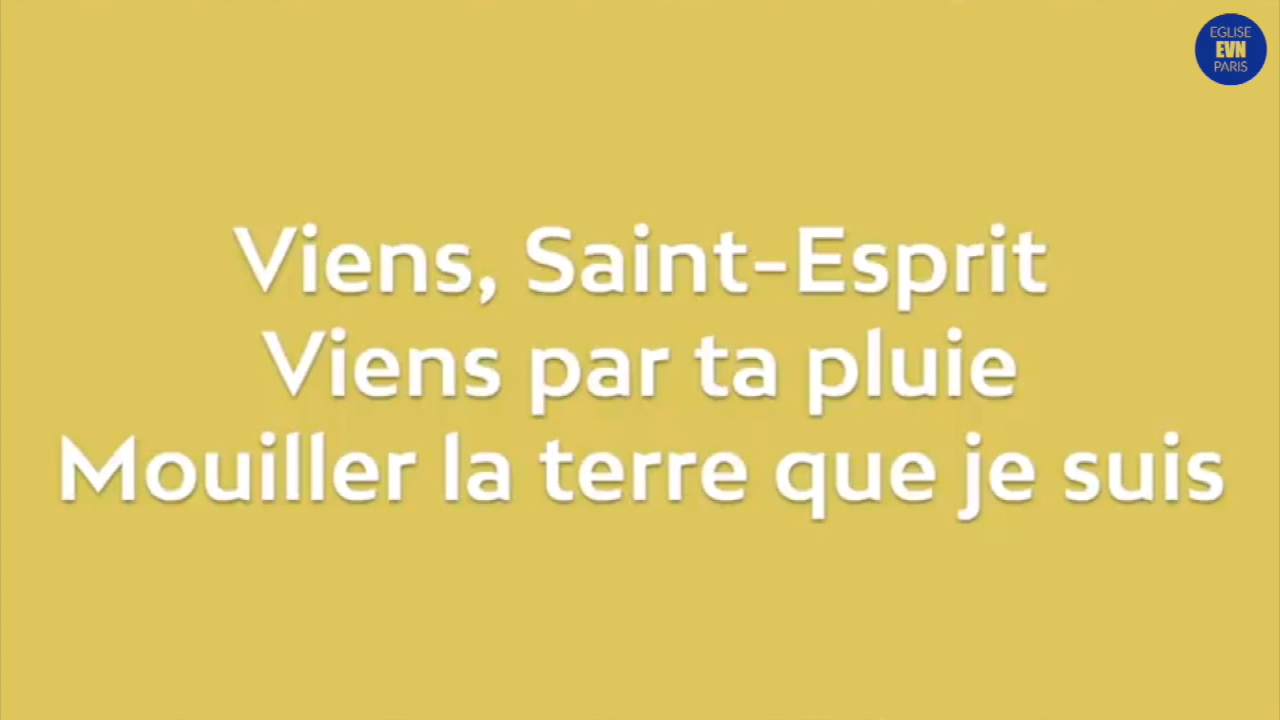 EGLISE
EVN
PARIS
Viens, Saint-Esprit
Viens par ta pluie
Mouiller la terre que je suis